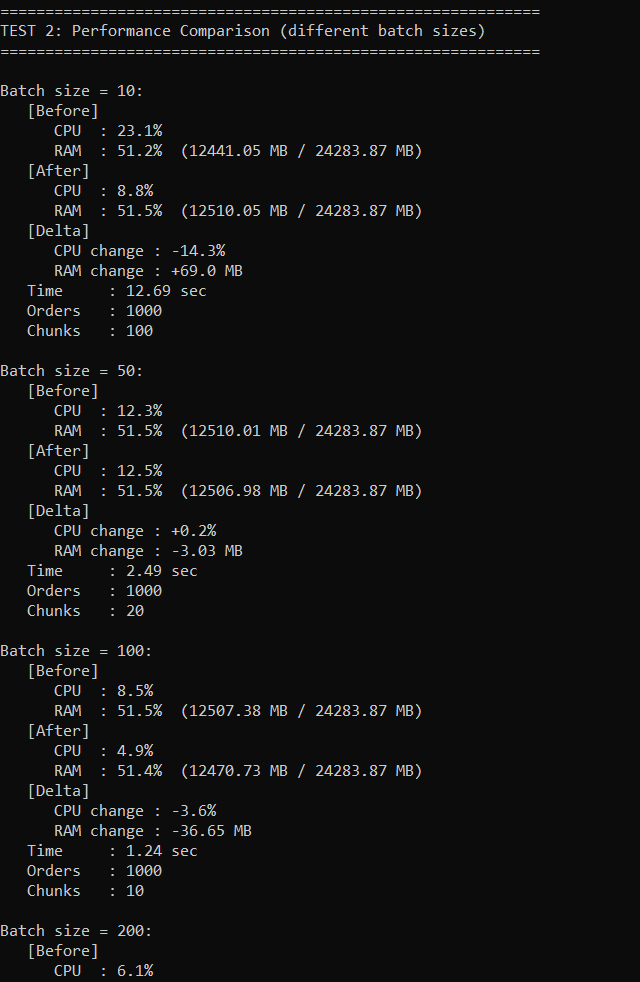 ============================================================
TEST 2: Performance Comparison (different batch sizes)
============================================================
Batch size = 10:
[Before]
CPU : 23.1%
RAM : 51.2% (12441.05 MB / 24283.87 MB)
[After]
CPU : 8.8%
RAM : 51.5% (12510.05 MB / 24283.87 MB)
[Delta]
CPU change : -14.3%
RAM change : +69.0 MB
Time : 12.69 sec
Orders : 1000
Chunks : 100
Batch size = 50:
[Before]
CPU : 12.3%
RAM : 51.5% (12510.01 MB / 24283.87 MB)
[After]
CPU : 12.5%
RAM : 51.5% (12506.98 MB / 24283.87 MB)
[Delta]
CPU change : +0.2%
RAM change : -3.03 MB
Time : 2.49 sec
Orders : 1000
Chunks : 20
Batch size = 100:
[Before]
CPU : 8.5%
RAM : 51.5% (12507.38 MB / 24283.87 MB)
[After]
CPU : 4.9%
RAM : 51.4% (12470.73 MB / 24283.87 MB)
[Delta]
CPU change : -3.6%
RAM change : -36.65 MB
Time : 1.24 sec
Orders : 1000
Chunks : 10
Batch size = 200:
[Before]
CPU : 6.1%